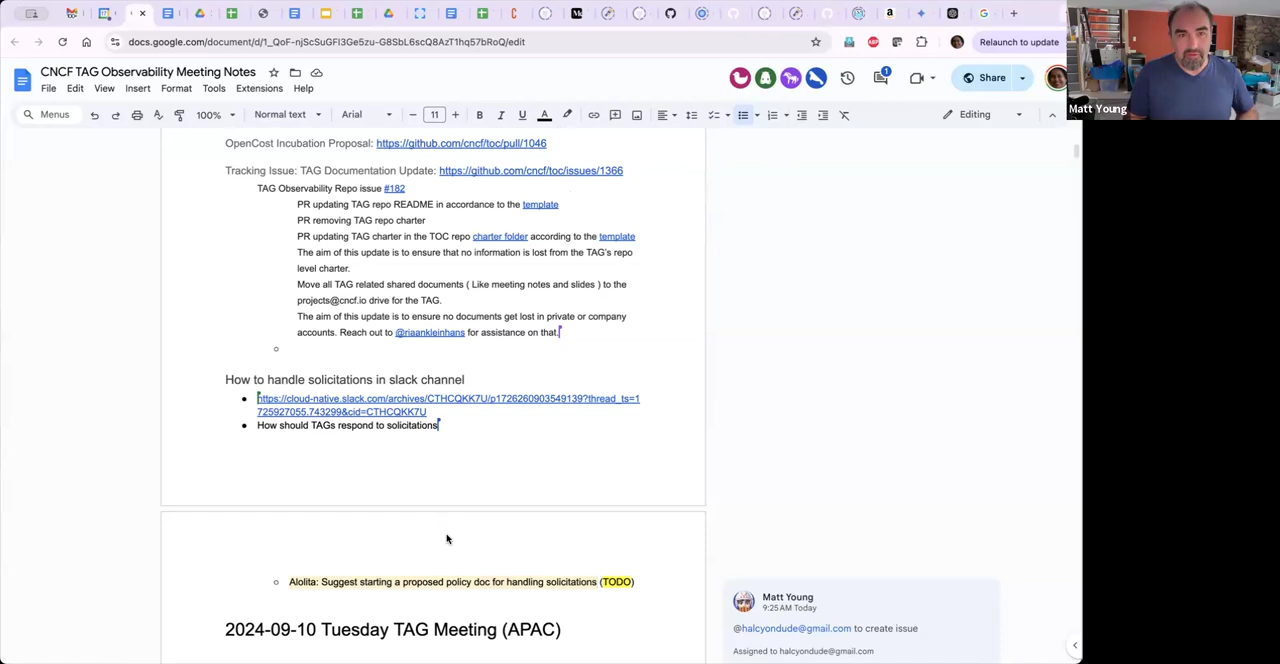 docs.google.com/document/d/1_QoF-njScSuGFl3Ge5zu-G8SbL6scQ8AzT1hq57bRoQ/edit
Relaunch to update
CNCF TAG Observability Meeting Notes
File Edit View Insert Format Tools Extensions Help
1
Share
Menus
100%
Normal text
Arial
11
B I U A
Editing
Matt Young
OpenCost Incubation Proposal: https://github.com/cncf/toc/pull/1046
Tracking Issue: TAG Documentation Update: https://github.com/cncf/toc/issues/1366
TAG Observability Repo issue #182
PR updating TAG repo README in accordance to the template
PR removing TAG repo charter
PR updating TAG charter in the TOC repo charter folder according to the template
The aim of this update is to ensure that no information is lost from the TAG's repo
level charter.
Move all TAG related shared documents ( Like meeting notes and slides ) to the
projects@cncf.io drive for the TAG.
The aim of this update is to ensure no documents get lost in private or company
accounts. Reach out to @riaankleinhans for assistance on that.
How to handle solicitations in slack channel
https://cloud-native.slack.com/archives/CTHCQKK7U/p1726260903549139?thread_ts=1
725927055.743299&cid=CTHCQKK7U
How should TAGs respond to solicitations
Alolita: Suggest starting a proposed policy doc for handling solicitations (TODO)
2024-09-10 Tuesday TAG Meeting (APAC)
Matt Young
9:25 AM Today
@halcyondude@gmail.com to create issue
Assigned to halcyondude@gmail.com